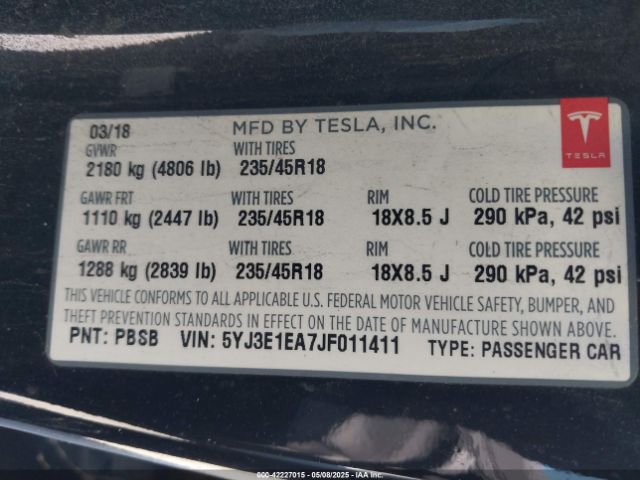 03/18 MFD BY TESLA, INC.
GVWR WITH TIRES
2180 kg (4806 lb) 235/45R18
TESLA
GAWR FRT WITH TIRES RIM COLD TIRE PRESSURE
1110 kg (2447 lb) 235/45R18 18X8.5 J 290 kPa, 42 psi
GAWR RR WITH TIRES RIM COLD TIRE PRESSURE
1288 kg (2839 lb) 235/45R18 18X8.5 J 290 kPa, 42 psi
THIS VEHICLE CONFORMS TO ALL APPLICABLE U.S. FEDERAL MOTOR VEHICLE SAFETY, BUMPER, AND
THEFT PREVENTION STANDARDS IN EFFECT ON THE DATE OF MANUFACTURE SHOWN ABOVE.
PNT: PBSB VIN: 5YJ3E1EA7JF011411 TYPE: PASSENGER CAR
000-42227015 - 05/08/2025 - IAA Inc.